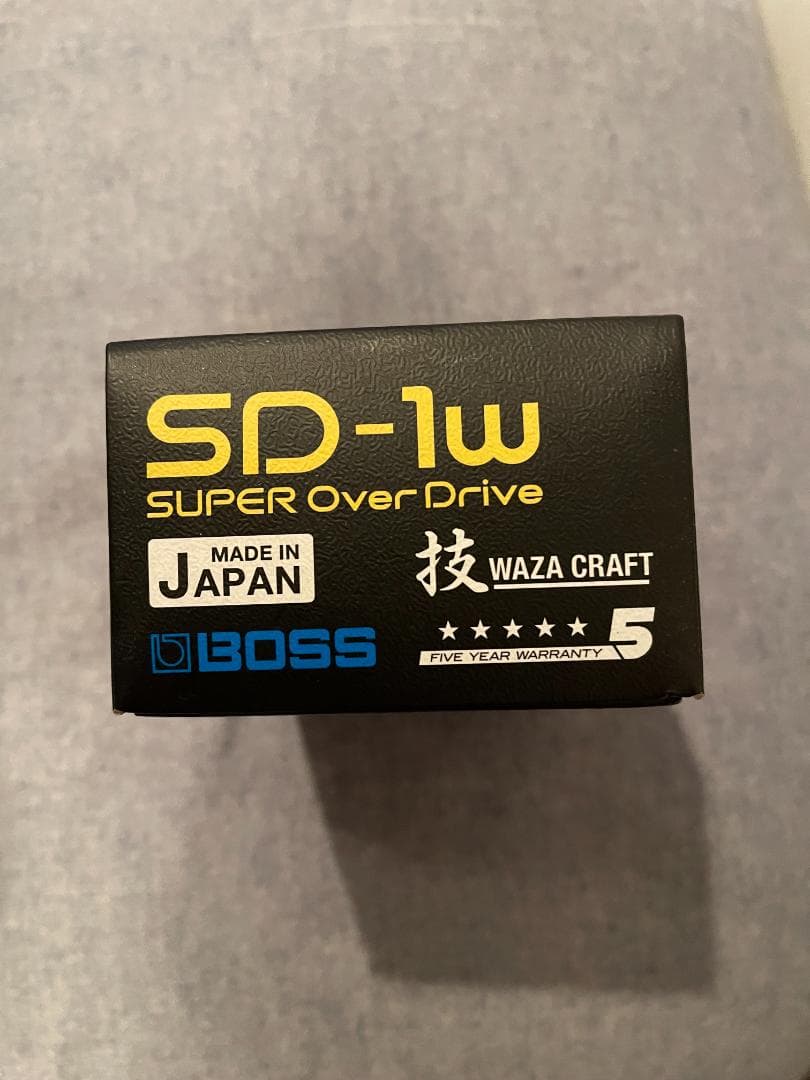 SD-1w
SUPER Over Drive
MADE IN
JAPAN
技 WAZA CRAFT
BOSS
★★★★★ 5
FIVE YEAR WARRANTY